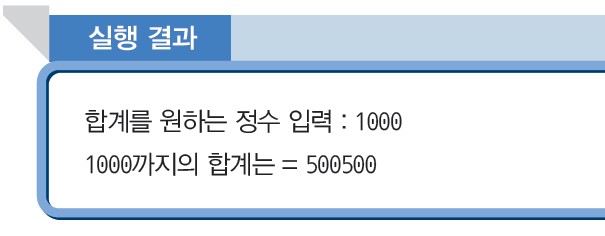 실행 결과
합계를 원하는 정수 입력 : 1000
1000까지의 합계는 = 500500